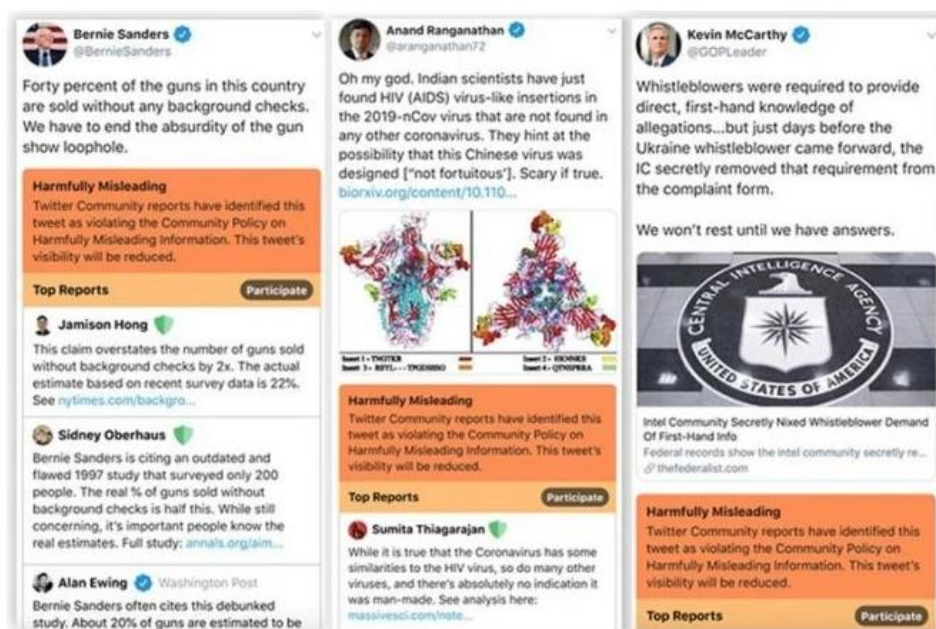 Bernie Sanders
@BernieSanders
Forty percent of the guns in this country
are sold without any background checks.
We have to end the absurdity of the gun
show loophole.
Harmfully Misleading
Twitter Community reports have identified this
tweet as violating the Community Policy on
Harmfully Misleading Information. This tweet's
visibility will be reduced.
Top Reports
Participate
Jamison Hong
This claim overstates the number of guns sold
without background checks by 2x. The actual
estimate based on recent survey data is 22%.
See nytimes.com/backgro...
Sidney Oberhaus
Bernie Sanders is citing an outdated and
flawed 1997 study that surveyed only 200
people. The real % of guns sold without
background checks is half this. While still
concerning, it's important people know the
real estimates. Full study: annals.org/aim...
Alan Ewing Washington Post
Bernie Sanders often cites this debunked
study. About 20% of guns are estimated to be
Anand Ranganathan
@aranganathan72
Oh my god. Indian scientists have just
found HIV (AIDS) virus-like insertions in
the 2019-nCov virus that are not found in
any other coronavirus. They hint at the
possibility that this Chinese virus was
designed ["not fortuitous']. Scary if true.
biorxiv.org/content/10.110...
Insert 1 - TNGTKR
Insert 2 - HKNNKS
Insert 3 -
Insert 4 - QTNSPRRA
Harmfully Misleading
Twitter Community reports have identified this
tweet as violating the Community Policy on
Harmfully Misleading Information. This tweet's
visibility will be reduced.
Top Reports
Participate
Sumita Thiagarajan
While it is true that the Coronavirus has some
similarities to the HIV virus, so do many other
viruses, and there's absolutely no indication it
was man-made. See analysis here:
massivesci.com/note...
Kevin McCarthy
@GOPLeader
Whistleblowers were required to provide
direct, first-hand knowledge of
allegations...but just days before the
Ukraine whistleblower came forward, the
IC secretly removed that requirement from
the complaint form.
We won't rest until we have answers.
CENTRAL INTELLIGENCE AGENCY
UNITED STATES OF AMERICA
Intel Community Secretly Nixed Whistleblower Demand
Of First-Hand Info
Federal records show the intel community secretly re...
thefederalist.com
Harmfully Misleading
Twitter Community reports have identified this
tweet as violating the Community Policy on
Harmfully Misleading Information. This tweet's
visibility will be reduced.
Top Reports
Participate